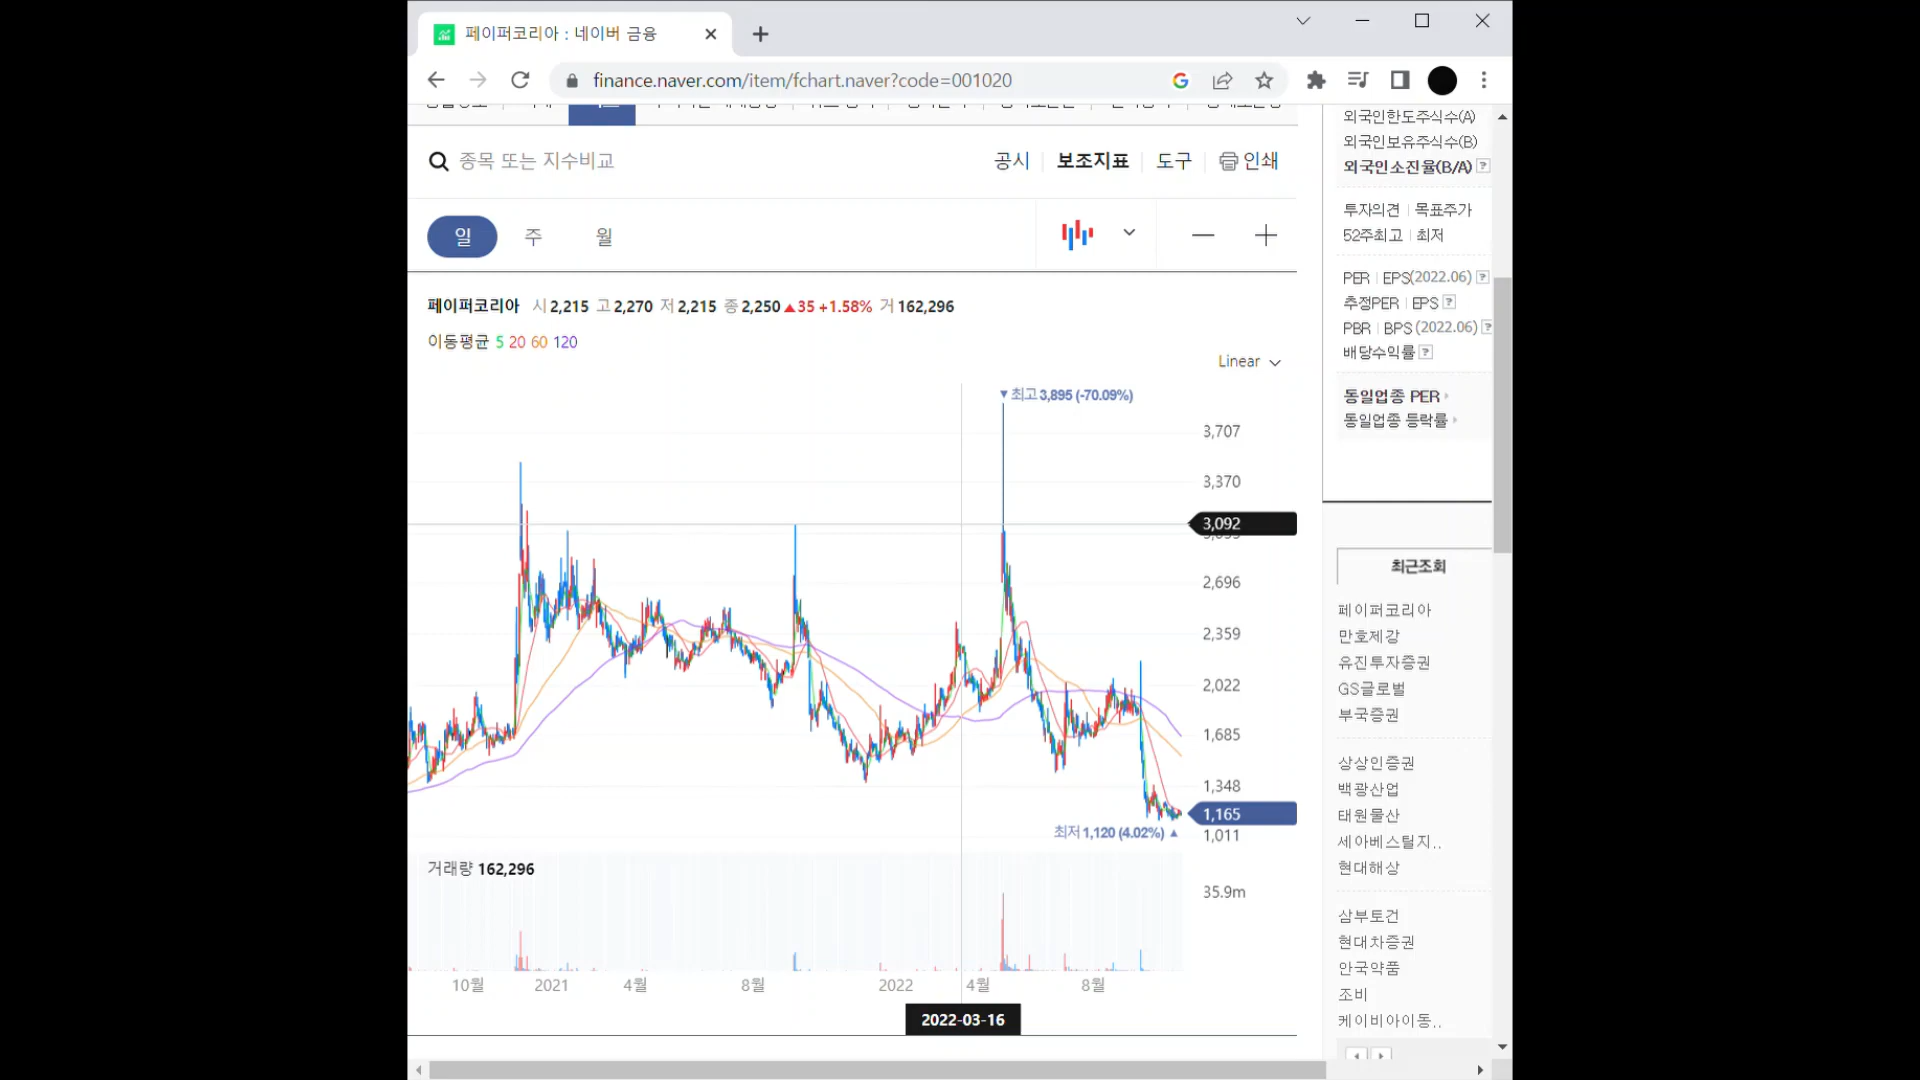 페이퍼코리아 : 네이버 금융
finance.naver.com/item/fchart.naver?code=001020
종목 또는 지수비교
공시 보조지표 도구 인쇄
일 주 월
페이퍼코리아 시 2,215 고 2,270 저 2,215 종 2,250 ▲35 +1.58% 거 162,296
이동평균 5 20 60 120
Linear
▼최고 3,895 (-70.09%)
3,707
3,370
3,092
2,696
2,359
2,022
1,685
1,348
1,165
최저 1,120 (4.02%) ▲
1,011
거래량 162,296
35.9m
10월 2021 4월 8월 2022 4월 8월
2022-03-16
외국인한도주식수(A)
외국인보유주식수(B)
외국인소진율(B/A) ?
투자의견 | 목표주가
52주최고 | 최저
PER | EPS(2022.06) ?
추정PER | EPS ?
PBR | BPS (2022.06) ?
배당수익률 ?
동일업종 PER
동일업종 등락률
최근조회
페이퍼코리아
만호제강
유진투자증권
GS글로벌
부국증권
상상인증권
백광산업
태원물산
세아베스틸지..
현대해상
삼부토건
현대차증권
안국약품
조비
케이비아이동..